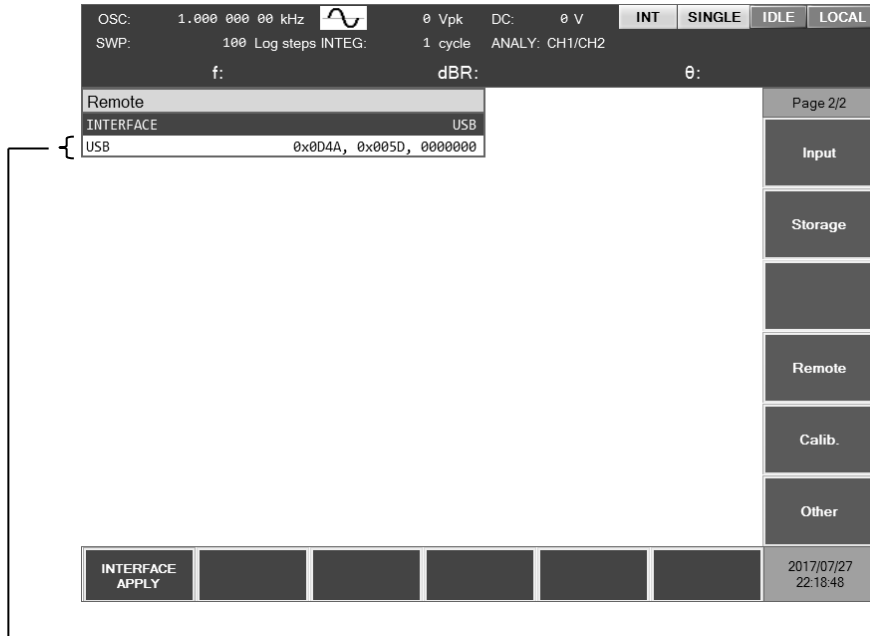 OSC: 1.000 000 00 kHz 0 Vpk DC: 0 V INT SINGLE IDLE LOCAL
SWP: 100 Log steps INTEG: 1 cycle ANALY: CH1/CH2
f: dBR: θ:
Remote
INTERFACE USB
USB 0x0D4A, 0x005D, 0000000
Page 2/2
Input
Storage
Remote
Calib.
Other
INTERFACE
APPLY
2017/07/27
22:18:48